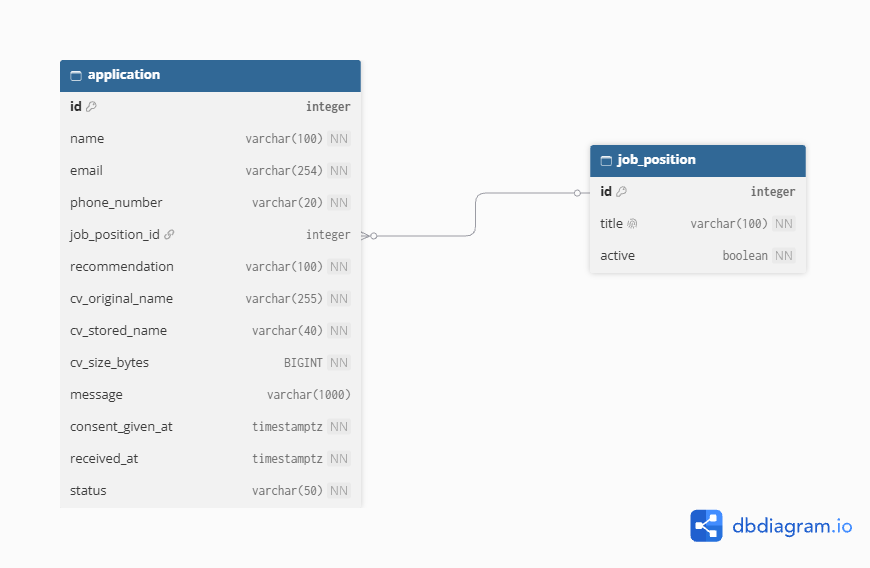 application
id integer
name varchar(100) NN
email varchar(254) NN
phone_number varchar(20) NN
job_position_id integer
recommendation varchar(100) NN
cv_original_name varchar(255) NN
cv_stored_name varchar(40) NN
cv_size_bytes BIGINT NN
message varchar(1000)
consent_given_at timestamptz NN
received_at timestamptz NN
status varchar(50) NN
job_position
id integer
title varchar(100) NN
active boolean NN
dbdiagram.io